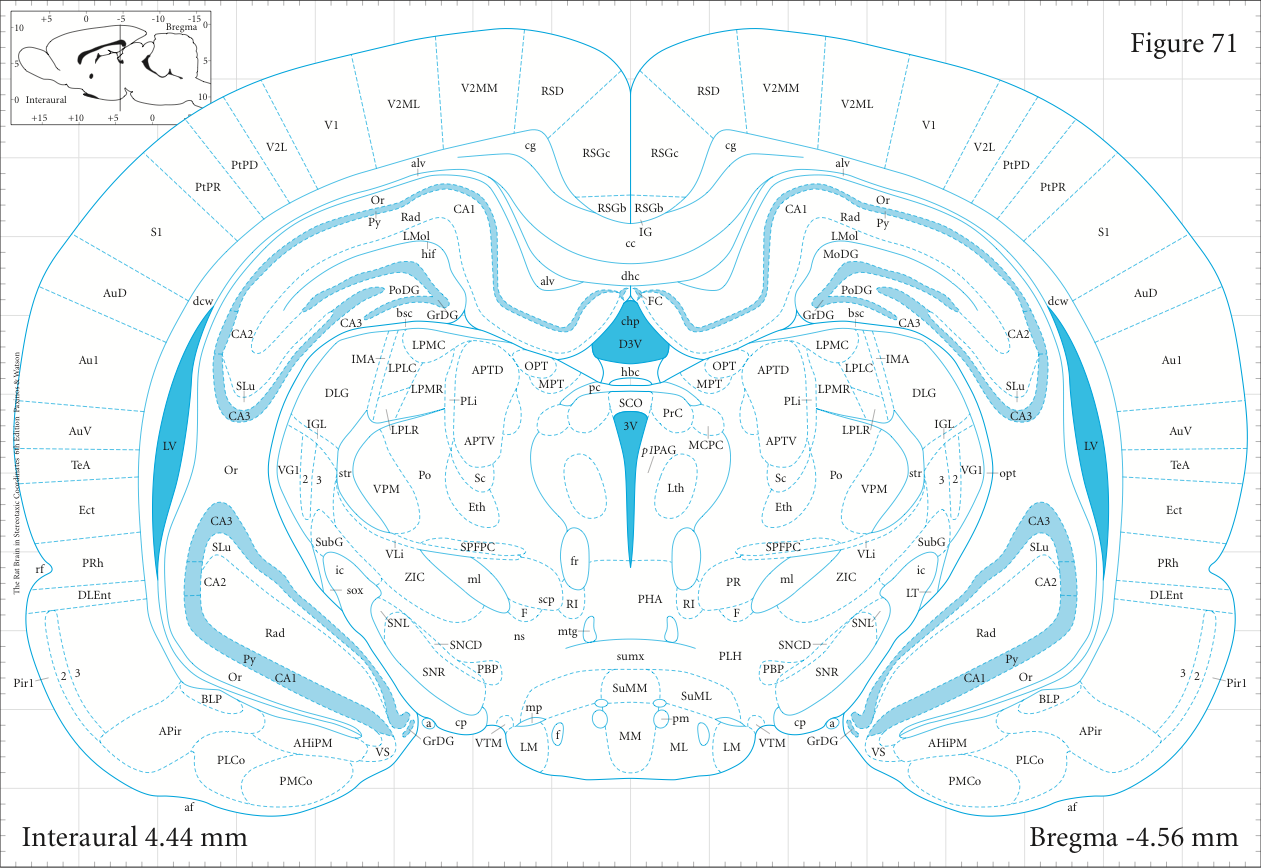 +5 0 -5 -10 -15
Bregma 0
10
5 5
0 Interaural 10
+15 +10 +5 0 -5
Figure 71
V2MM RSD RSD V2MM
V2ML V2ML
V1 V1
V2L cg RSGc RSGc cg V2L
PtPD alv alv PtPD
PtPR PtPR
Or CA1 RSGb RSGb CA1 Or
S1 Py Rad Rad Py S1
LMol IG LMol
hif cc MoDG
AuD alv dhc AuD
dcw PoDG FC PoDG dcw
CA2 CA3 bsc GrDG chp GrDG bsc CA3 CA2
LPMC D3V LPMC
Au1 IMA LPLC APTD OPT hbc OPT APTD IMA Au1
SLu DLG LPMR MPT pc MPT LPMR DLG SLu
CA3 PLi SCO PrC PLi CA3
AuV IGL LPLR APTV 3V MCPC APTV LPLR IGL AuV
LV p1PAG LV
TeA Or VG1 2 3 str Po Sc Lth Sc Po str 3 2 VG1 opt TeA
VPM VPM
Ect CA3 Eth Eth CA3 Ect
SubG SPFPC SPFPC SubG
PRh SLu VLi fr VLi SLu PRh
rf ic ZIC ml PR ml ZIC ic
CA2 sox CA2
DLEnt scp RI PHA RI LT DLEnt
F F
Rad SNL ns mtg SNL Rad
SNCD PLH SNCD
Py SNR PBP sumx PBP SNR Py
Pir1 2 3 Or CA1 CA1 Or 3 2 Pir1
BLP SuMM SuML BLP
mp
APir a cp f pm cp a APir
AHiPM GrDG VTM LM MM ML LM VTM GrDG AHiPM
PLCo VS VS PLCo
PMCo PMCo
af af
Interaural 4.44 mm
Bregma -4.56 mm
The Rat Brain in Stereotaxic Coordinates 6th Edition Paxinos & Watson